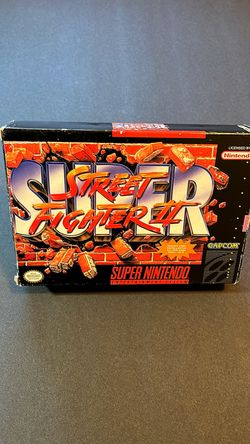 LICENSED BY
Nintendo
SUPER
STREET
FIGHTER II
CAPCOM
SUPER NINTENDO
ENTERTAINMENT SYSTEM